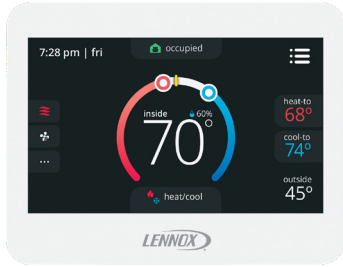 7:28 pm | fri
occupied
inside
60%
70°
heat-to
68°
cool-to
74°
outside
45°
heat/cool
LENNOX